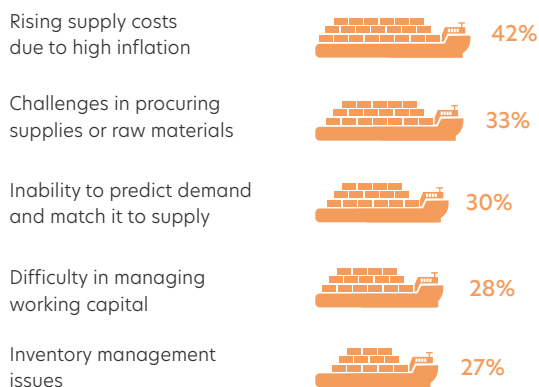 Rising supply costs
due to high inflation
42%
Challenges in procuring
supplies or raw materials
33%
Inability to predict demand
and match it to supply
30%
Difficulty in managing
working capital
28%
Inventory management
issues
27%